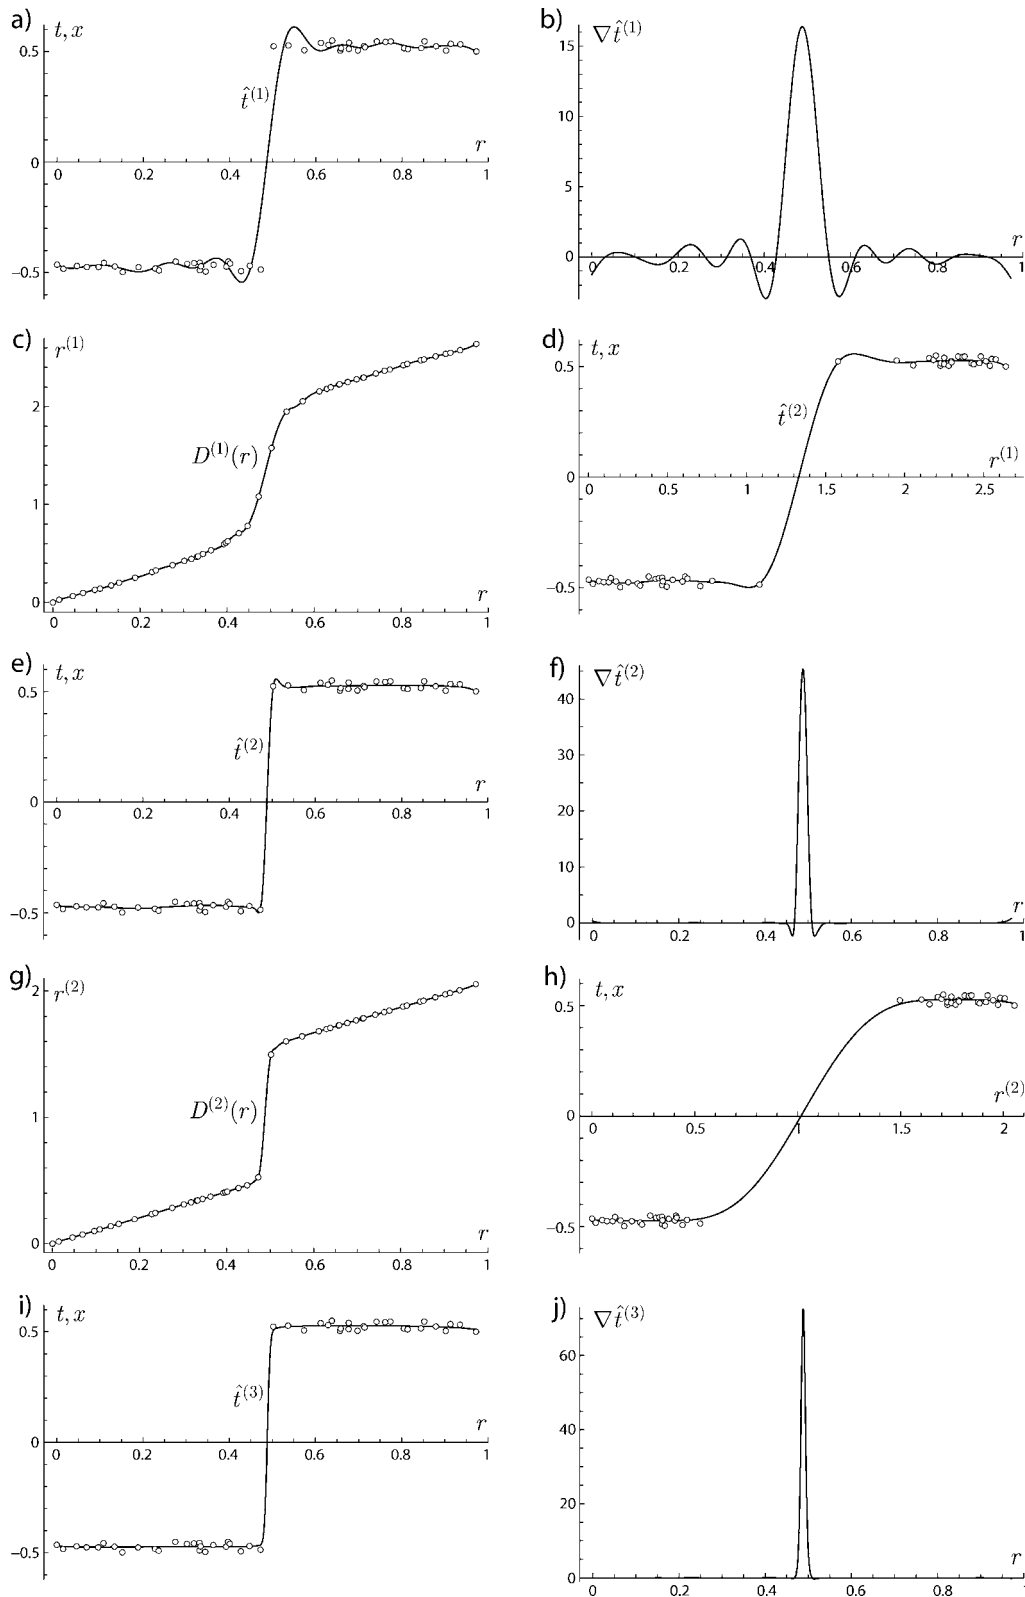 a) t, x
0.5
0
−0.5
t̂⁽¹⁾
r
0 0.2 0.4 0.6 0.8 1
b) ∇t̂⁽¹⁾
15
10
5
0
r
0 0.2 0.4 0.6 0.8 1
c) r⁽¹⁾
2
1
0
D⁽¹⁾(r)
r
0 0.2 0.4 0.6 0.8 1
d) t, x
0.5
0
−0.5
t̂⁽²⁾
r⁽¹⁾
0 0.5 1 1.5 2 2.5
e) t, x
0.5
0
−0.5
t̂⁽²⁾
r
0 0.2 0.4 0.6 0.8 1
f) ∇t̂⁽²⁾
40
30
20
10
0
r
0 0.2 0.4 0.6 0.8 1
g) r⁽²⁾
2
1
0
D⁽²⁾(r)
r
0 0.2 0.4 0.6 0.8 1
h) t, x
0.5
0
−0.5
r⁽²⁾
0 0.5 1 1.5 2
i) t, x
0.5
0
−0.5
t̂⁽³⁾
r
0 0.2 0.4 0.6 0.8 1
j) ∇t̂⁽³⁾
60
40
20
0
r
0 0.2 0.4 0.6 0.8 1